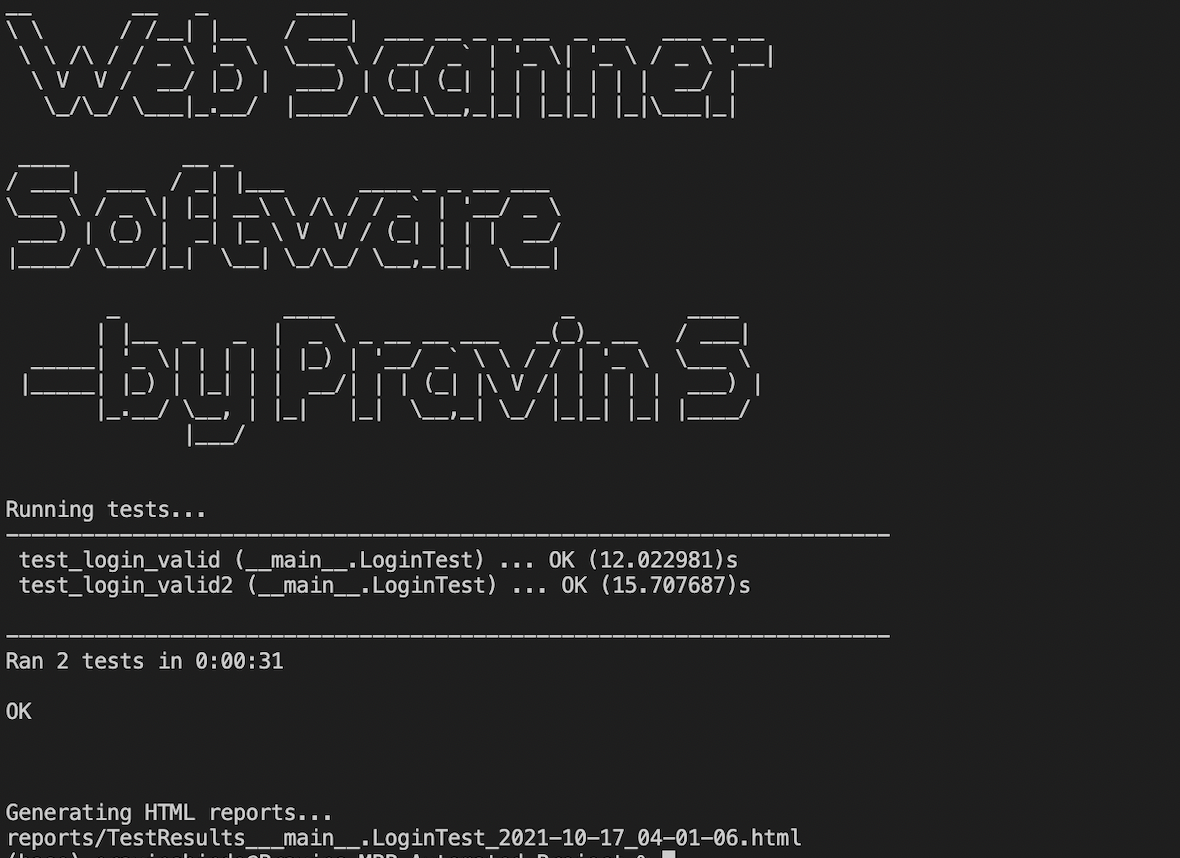 Web Scanner
Software
-by Pravin S
Running tests...
----------------------------------------------------------------------
test_login_valid (__main__.LoginTest) ... OK (12.022981)s
test_login_valid2 (__main__.LoginTest) ... OK (15.707687)s
----------------------------------------------------------------------
Ran 2 tests in 0:00:31
OK
Generating HTML reports...
reports/TestResults___main__.LoginTest_2021-10-17_04-01-06.html